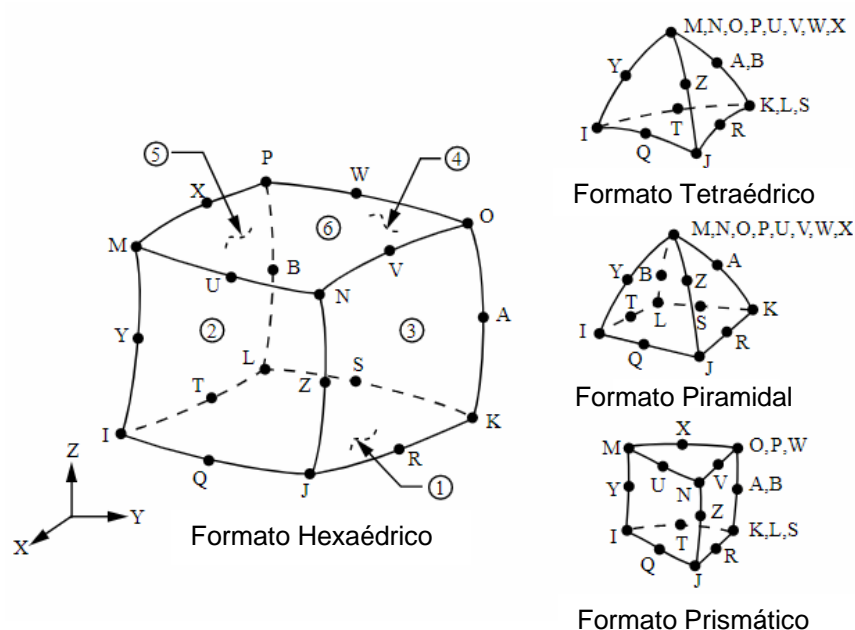 M,N,O,P,U,V,W,X
Y
A,B
Z
K,L,S
I
T
R
Q
J
Formato Tetraédrico
⑤
P
④
W
X
⑥
O
M
B
V
U
N
②
③
A
Y
L
S
T
Z
K
I
R
Q
J
①
Z
Y
X
Formato Hexaédrico
M,N,O,P,U,V,W,X
Y
A
B
Z
T
L
S
K
I
R
Q
J
Formato Piramidal
X
M
O,P,W
U
V
N
Y
A,B
Z
I
K,L,S
T
R
Q
J
Formato Prismático